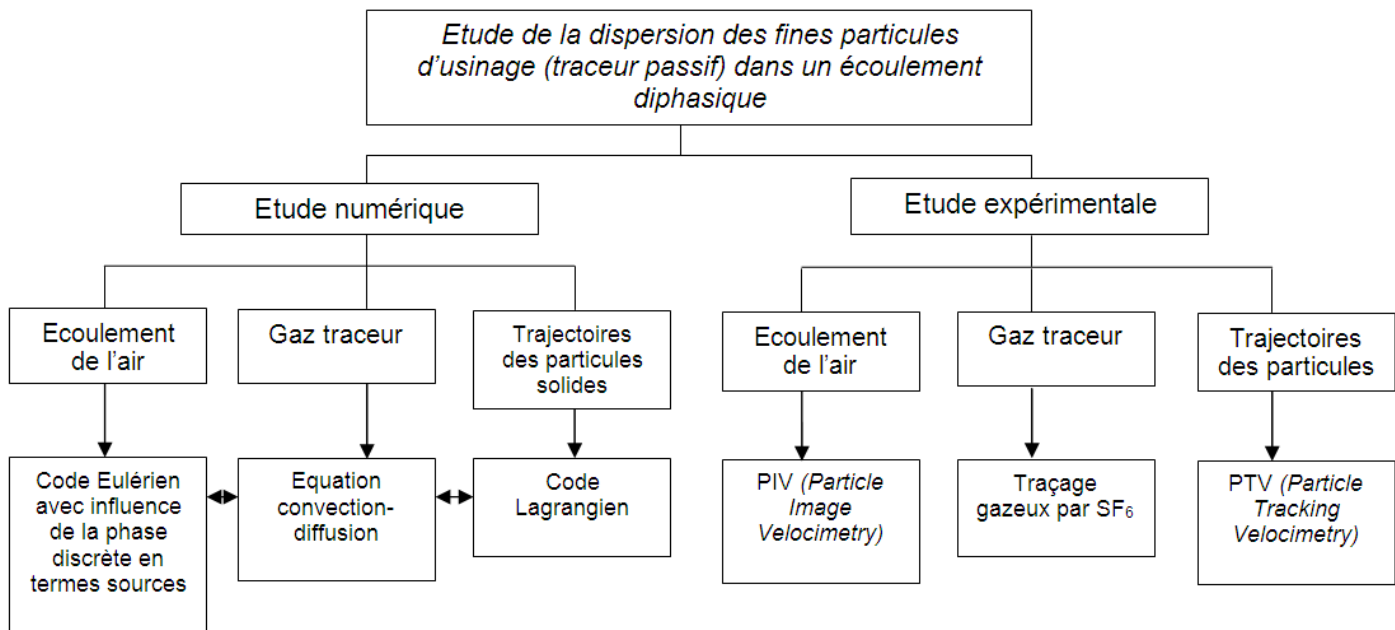 Etude de la dispersion des fines particules
d'usinage (traceur passif) dans un écoulement
diphasique
Etude numérique
Etude expérimentale
Ecoulement
de l'air
Gaz traceur
Trajectoires
des particules
solides
Ecoulement
de l'air
Gaz traceur
Trajectoires
des particules
Code Eulérien
avec influence
de la phase
discrète en
termes sources
Equation
convection-
diffusion
Code
Lagrangien
PIV (Particle
Image
Velocimetry)
Traçage
gazeux par SF₆
PTV (Particle
Tracking
Velocimetry)